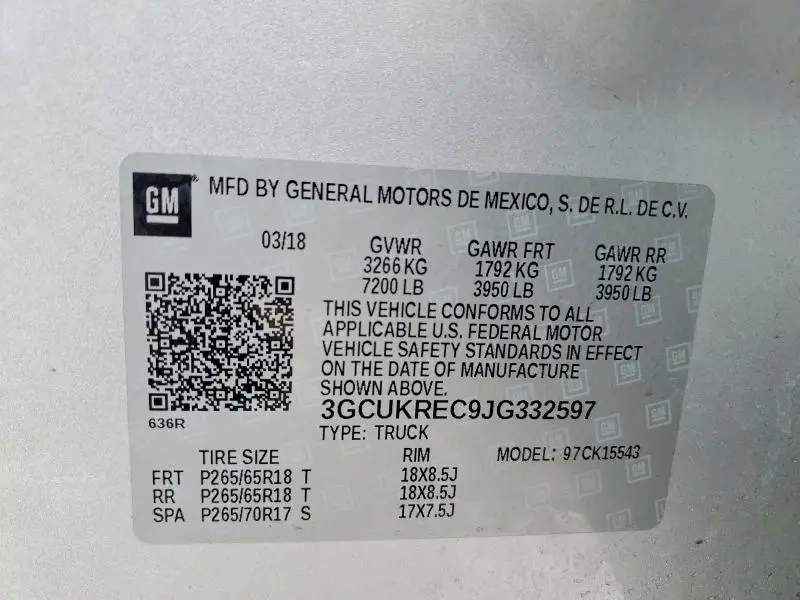 GM ® MFD BY GENERAL MOTORS DE MEXICO, S. DE R.L. DE C.V.
03/18 GVWR GAWR FRT GAWR RR
3266 KG 1792 KG 1792 KG
7200 LB 3950 LB 3950 LB
THIS VEHICLE CONFORMS TO ALL
APPLICABLE U.S. FEDERAL MOTOR
VEHICLE SAFETY STANDARDS IN EFFECT
ON THE DATE OF MANUFACTURE
SHOWN ABOVE.
636R
3GCUKREC9JG332597
TYPE: TRUCK
TIRE SIZE RIM MODEL: 97CK15543
FRT P265/65R18 T 18X8.5J
RR P265/65R18 T 18X8.5J
SPA P265/70R17 S 17X7.5J